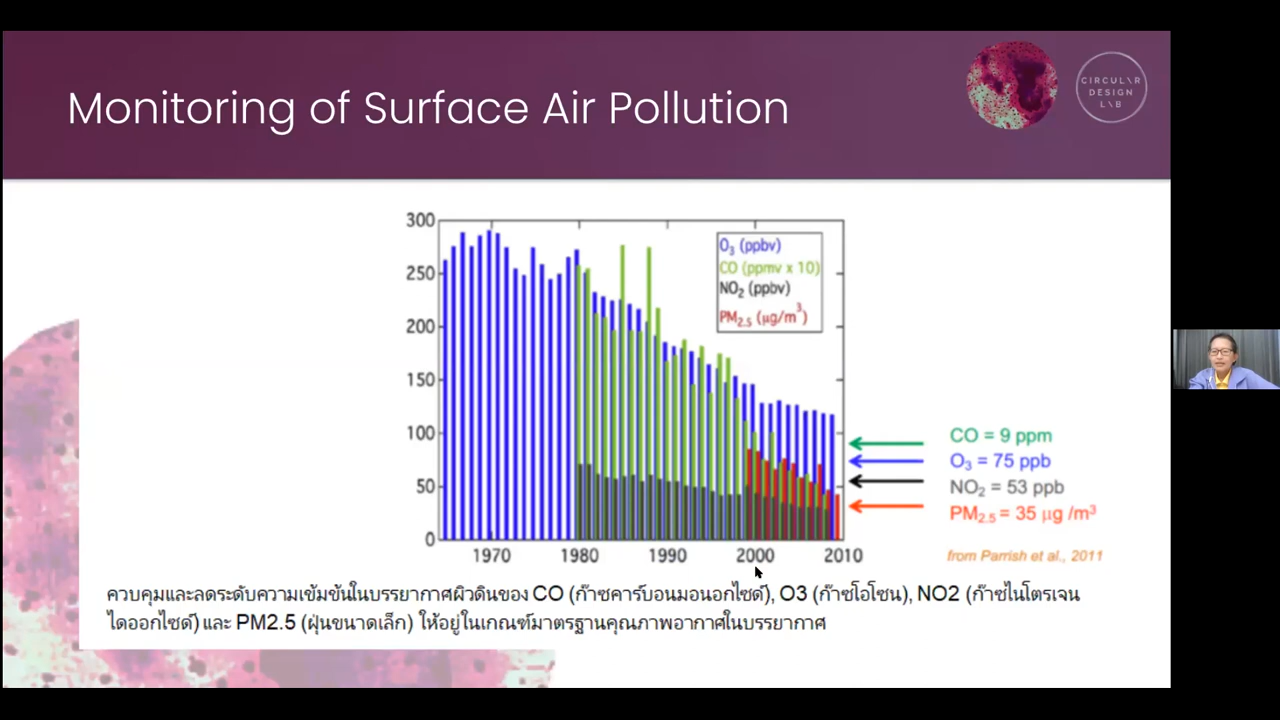 Monitoring of Surface Air Pollution
CIRCUL\R
DESIGN
L\B
300
250
200
150
100
50
0
1970
1980
1990
2000
2010
O₃ (ppbv)
CO (ppmv x 10)
NO₂ (ppbv)
PM₂.₅ (µg/m³)
CO = 9 ppm
O₃ = 75 ppb
NO₂ = 53 ppb
PM₂.₅ = 35 µg /m³
from Parrish et al., 2011
ควบคุมและลดระดับความเข้มข้นในบรรยากาศผิวดินของ CO (ก๊าซคาร์บอนมอนอกไซด์), O3 (ก๊าซโอโซน), NO2 (ก๊าซไนโตรเจน
ไดออกไซด์) และ PM2.5 (ฝุ่นขนาดเล็ก) ให้อยู่ในเกณฑ์มาตรฐานคุณภาพอากาศในบรรยากาศ